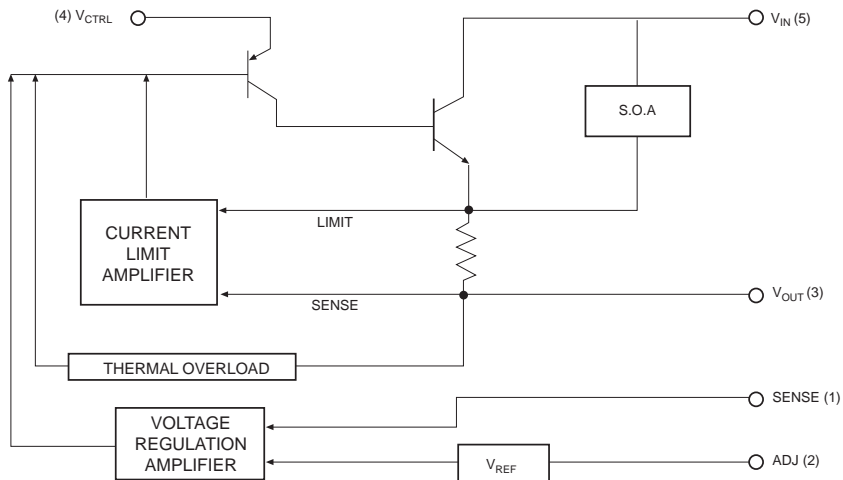 (4) VCTRL
VIN (5)
S.O.A
LIMIT
CURRENT
LIMIT
AMPLIFIER
SENSE
VOUT (3)
THERMAL OVERLOAD
SENSE (1)
VOLTAGE
REGULATION
AMPLIFIER
VREF
ADJ (2)